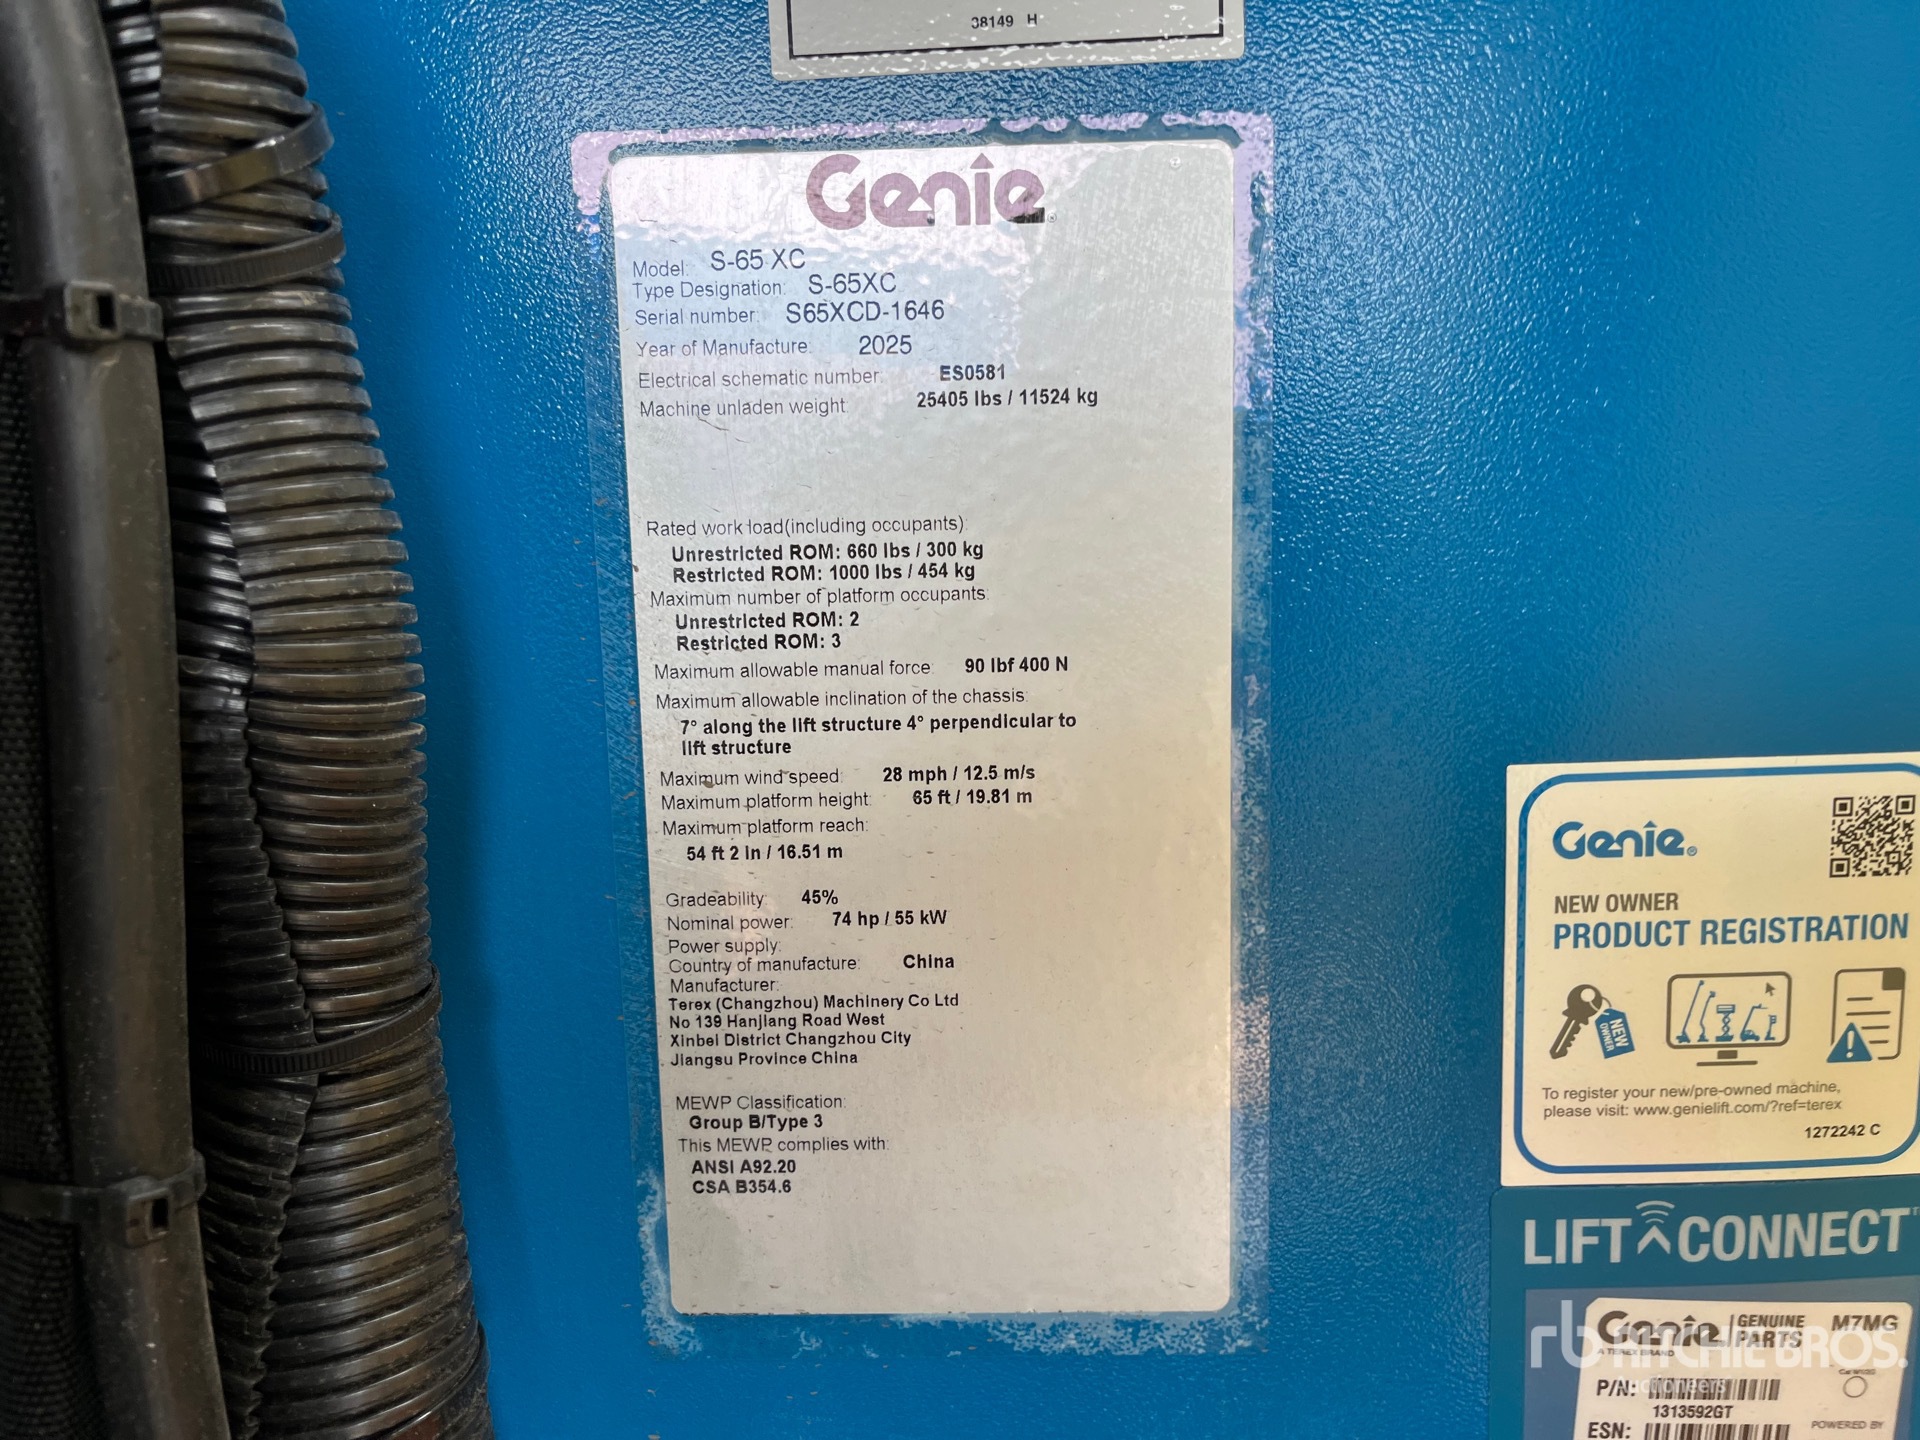 38149 H
Genie
Model: S-65 XC
Type Designation: S-65XC
Serial number: S65XCD-1646
Year of Manufacture: 2025
Electrical schematic number: ES0581
Machine unladen weight: 25405 lbs / 11524 kg
Rated work load(including occupants):
Unrestricted ROM: 660 lbs / 300 kg
Restricted ROM: 1000 lbs / 454 kg
Maximum number of platform occupants:
Unrestricted ROM: 2
Restricted ROM: 3
Maximum allowable manual force: 90 lbf 400 N
Maximum allowable inclination of the chassis:
7° along the lift structure 4° perpendicular to
lift structure
Maximum wind speed: 28 mph / 12.5 m/s
Maximum platform height: 65 ft / 19.81 m
Maximum platform reach:
54 ft 2 in / 16.51 m
Gradeability: 45%
Nominal power: 74 hp / 55 kW
Power supply:
Country of manufacture: China
Manufacturer:
Terex (Changzhou) Machinery Co Ltd
No 139 Hanjiang Road West
Xinbei District Changzhou City
Jiangsu Province China
MEWP Classification:
Group B/Type 3
This MEWP complies with:
ANSI A92.20
CSA B354.6
Genie®
NEW OWNER
PRODUCT REGISTRATION
NEW OWNER
To register your new/pre-owned machine,
please visit: www.genielift.com/?ref=terex
1272242 C
LIFT CONNECT
Genie GENUINE PARTS M7MG
A TEREX BRAND
rb RITCHIE BROS.
Auctioneers
P/N:
1313592GT
ESN:
POWERED BY